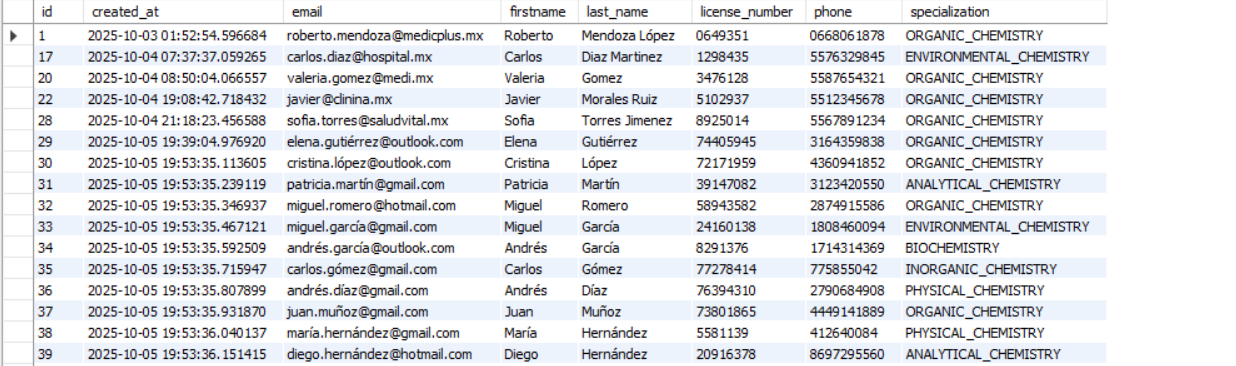 id created_at email firstname last_name license_number phone specialization
1 2025-10-03 01:52:54.596684 roberto.mendoza@medicplus.mx Roberto Mendoza López 0649351 0668061878 ORGANIC_CHEMISTRY
17 2025-10-04 07:37:37.059265 carlos.diaz@hospital.mx Carlos Diaz Martinez 1298435 5576329845 ENVIRONMENTAL_CHEMISTRY
20 2025-10-04 08:50:04.066557 valeria.gomez@medi.mx Valeria Gomez 3476128 5587654321 ORGANIC_CHEMISTRY
22 2025-10-04 19:08:42.718432 javier@clinina.mx Javier Morales Ruiz 5102937 5512345678 ORGANIC_CHEMISTRY
28 2025-10-04 21:18:23.456588 sofia.torres@saludvital.mx Sofia Torres Jimenez 8925014 5567891234 ORGANIC_CHEMISTRY
29 2025-10-05 19:39:04.976920 elena.gutiérrez@outlook.com Elena Gutiérrez 74405945 3164359838 ORGANIC_CHEMISTRY
30 2025-10-05 19:53:35.113605 cristina.lópez@outlook.com Cristina López 72171959 4360941852 ORGANIC_CHEMISTRY
31 2025-10-05 19:53:35.239119 patricia.martín@gmail.com Patricia Martín 39147082 3123420550 ANALYTICAL_CHEMISTRY
32 2025-10-05 19:53:35.346937 miguel.romero@hotmail.com Miguel Romero 58943582 2874915586 ORGANIC_CHEMISTRY
33 2025-10-05 19:53:35.467121 miguel.garcía@gmail.com Miguel García 24160138 1808460094 ENVIRONMENTAL_CHEMISTRY
34 2025-10-05 19:53:35.592509 andrés.garcía@outlook.com Andrés García 8291376 1714314369 BIOCHEMISTRY
35 2025-10-05 19:53:35.715947 carlos.gómez@gmail.com Carlos Gómez 77278414 775855042 INORGANIC_CHEMISTRY
36 2025-10-05 19:53:35.807899 andrés.díaz@gmail.com Andrés Díaz 76394310 2790684908 PHYSICAL_CHEMISTRY
37 2025-10-05 19:53:35.931870 juan.muñoz@gmail.com Juan Muñoz 73801865 4449141889 ORGANIC_CHEMISTRY
38 2025-10-05 19:53:36.040137 maría.hernández@gmail.com María Hernández 5581139 412640084 PHYSICAL_CHEMISTRY
39 2025-10-05 19:53:36.151415 diego.hernández@hotmail.com Diego Hernández 20916378 8697295560 ANALYTICAL_CHEMISTRY